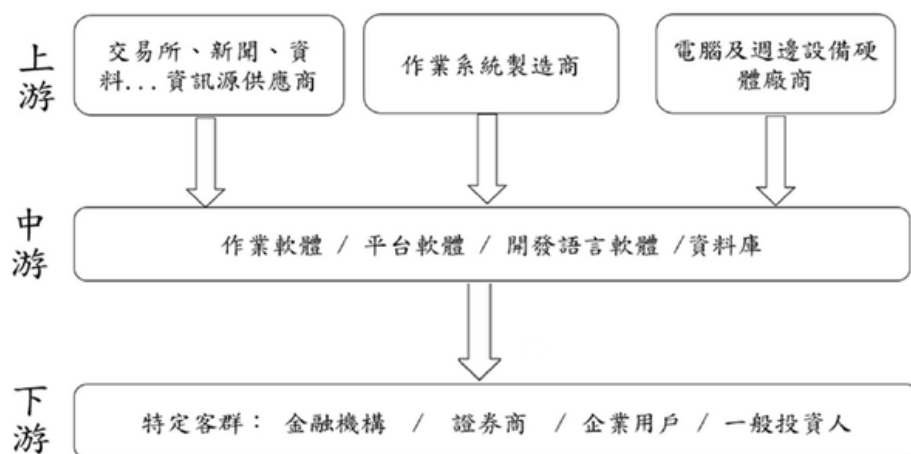 上游
交易所、新聞、資
料...資訊源供應商
作業系統製造商
電腦及週邊設備硬
體廠商
中游
作業軟體 / 平台軟體 / 開發語言軟體 /資料庫
下游
特定客群： 金融機構 / 證券商 / 企業用戶 / 一般投資人